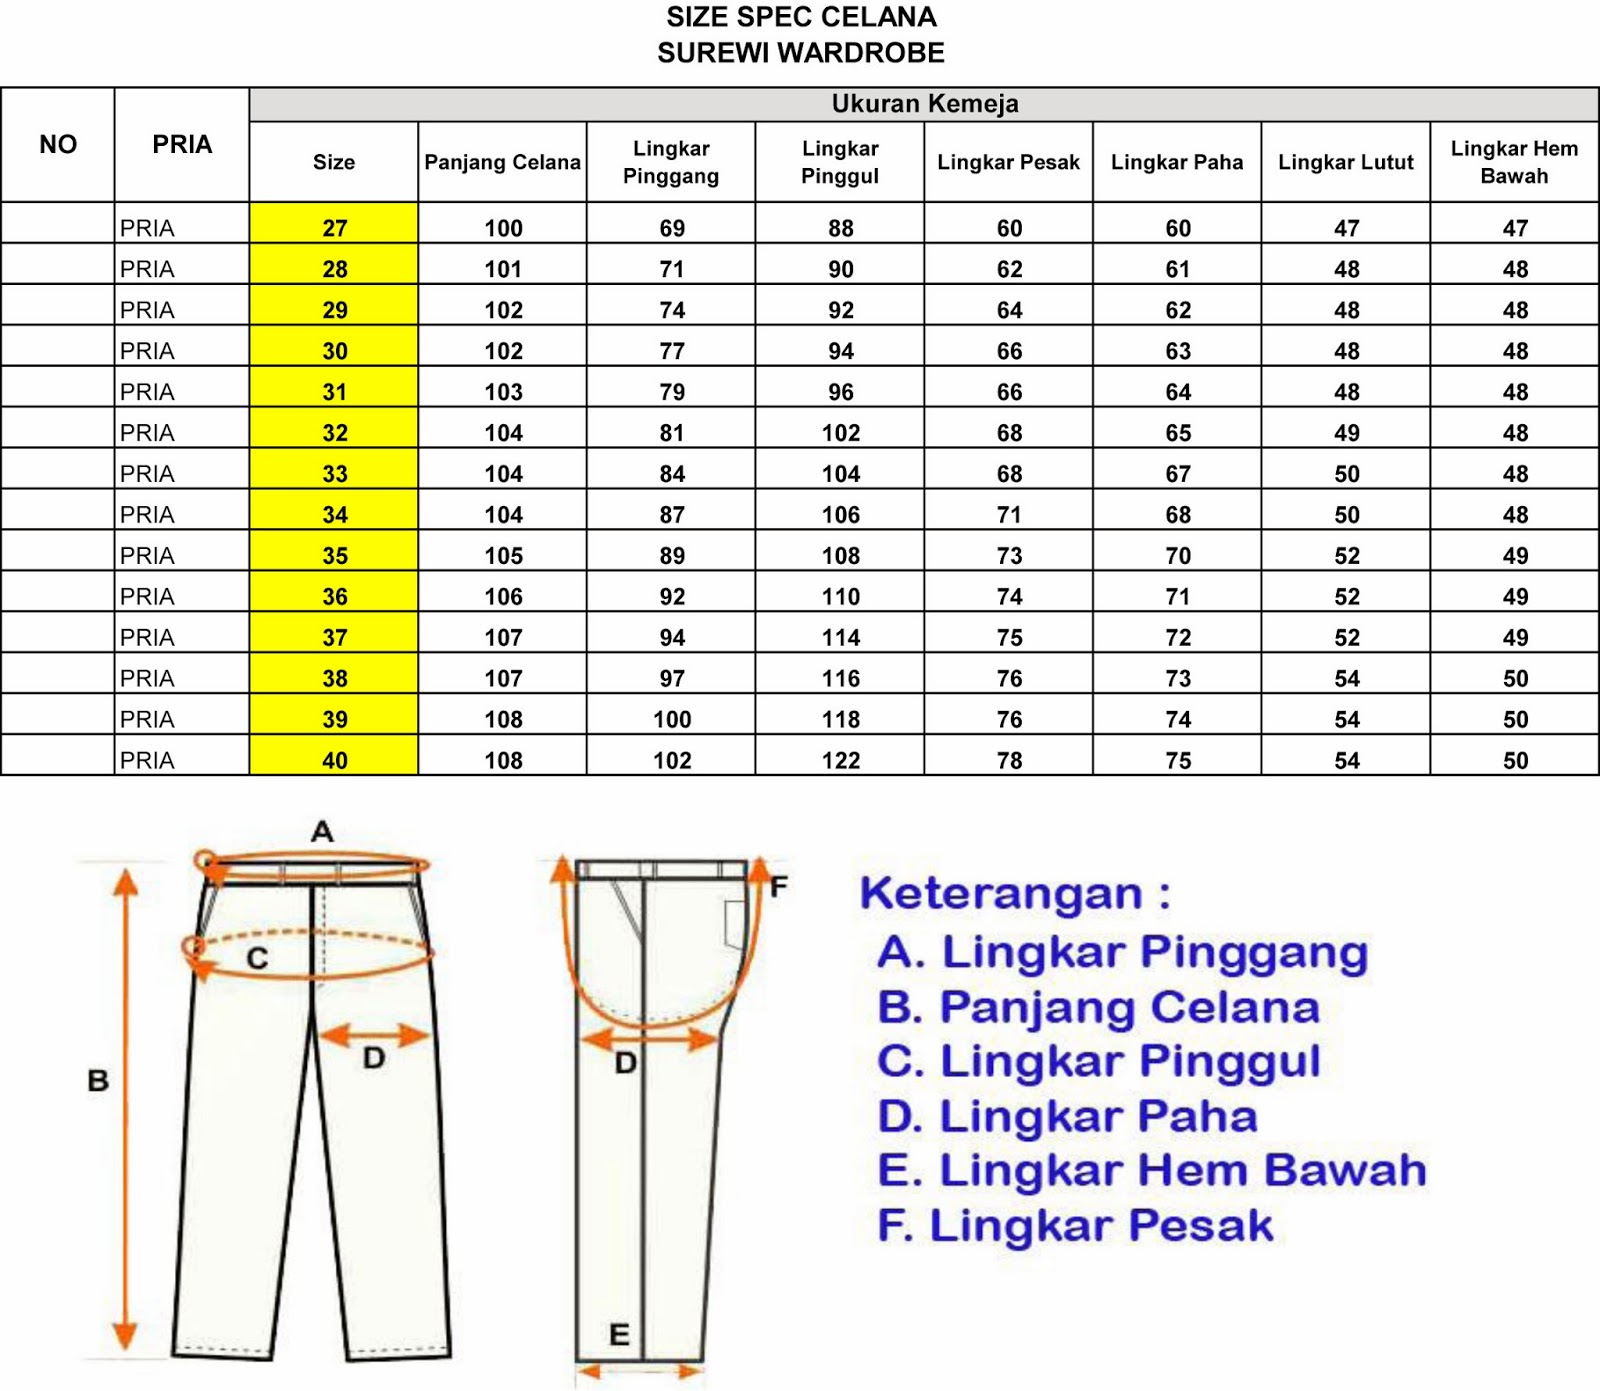 SIZE SPEC CELANA
SUREWI WARDROBE
NO PRIA Ukuran Kemeja
Size Panjang Celana Lingkar Pinggang Lingkar Pinggul Lingkar Pesak Lingkar Paha Lingkar Lutut Lingkar Hem Bawah
PRIA 27 100 69 88 60 60 47 47
PRIA 28 101 71 90 62 61 48 48
PRIA 29 102 74 92 64 62 48 48
PRIA 30 102 77 94 66 63 48 48
PRIA 31 103 79 96 66 64 48 48
PRIA 32 104 81 102 68 65 49 48
PRIA 33 104 84 104 68 67 50 48
PRIA 34 104 87 106 71 68 50 48
PRIA 35 105 89 108 73 70 52 49
PRIA 36 106 92 110 74 71 52 49
PRIA 37 107 94 114 75 72 52 49
PRIA 38 107 97 116 76 73 54 50
PRIA 39 108 100 118 76 74 54 50
PRIA 40 108 102 122 78 75 54 50
A
C
D
B
F
D
E
Keterangan :
A. Lingkar Pinggang
B. Panjang Celana
C. Lingkar Pinggul
D. Lingkar Paha
E. Lingkar Hem Bawah
F. Lingkar Pesak